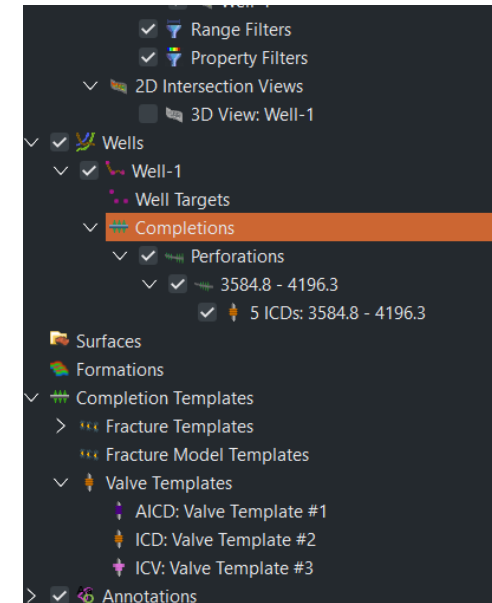 Well-1
Range Filters
Property Filters
2D Intersection Views
3D View: Well-1
Wells
Well-1
Well Targets
Completions
Perforations
3584.8 - 4196.3
5 ICDs: 3584.8 - 4196.3
Surfaces
Formations
Completion Templates
Fracture Templates
Fracture Model Templates
Valve Templates
AICD: Valve Template #1
ICD: Valve Template #2
ICV: Valve Template #3
Annotations